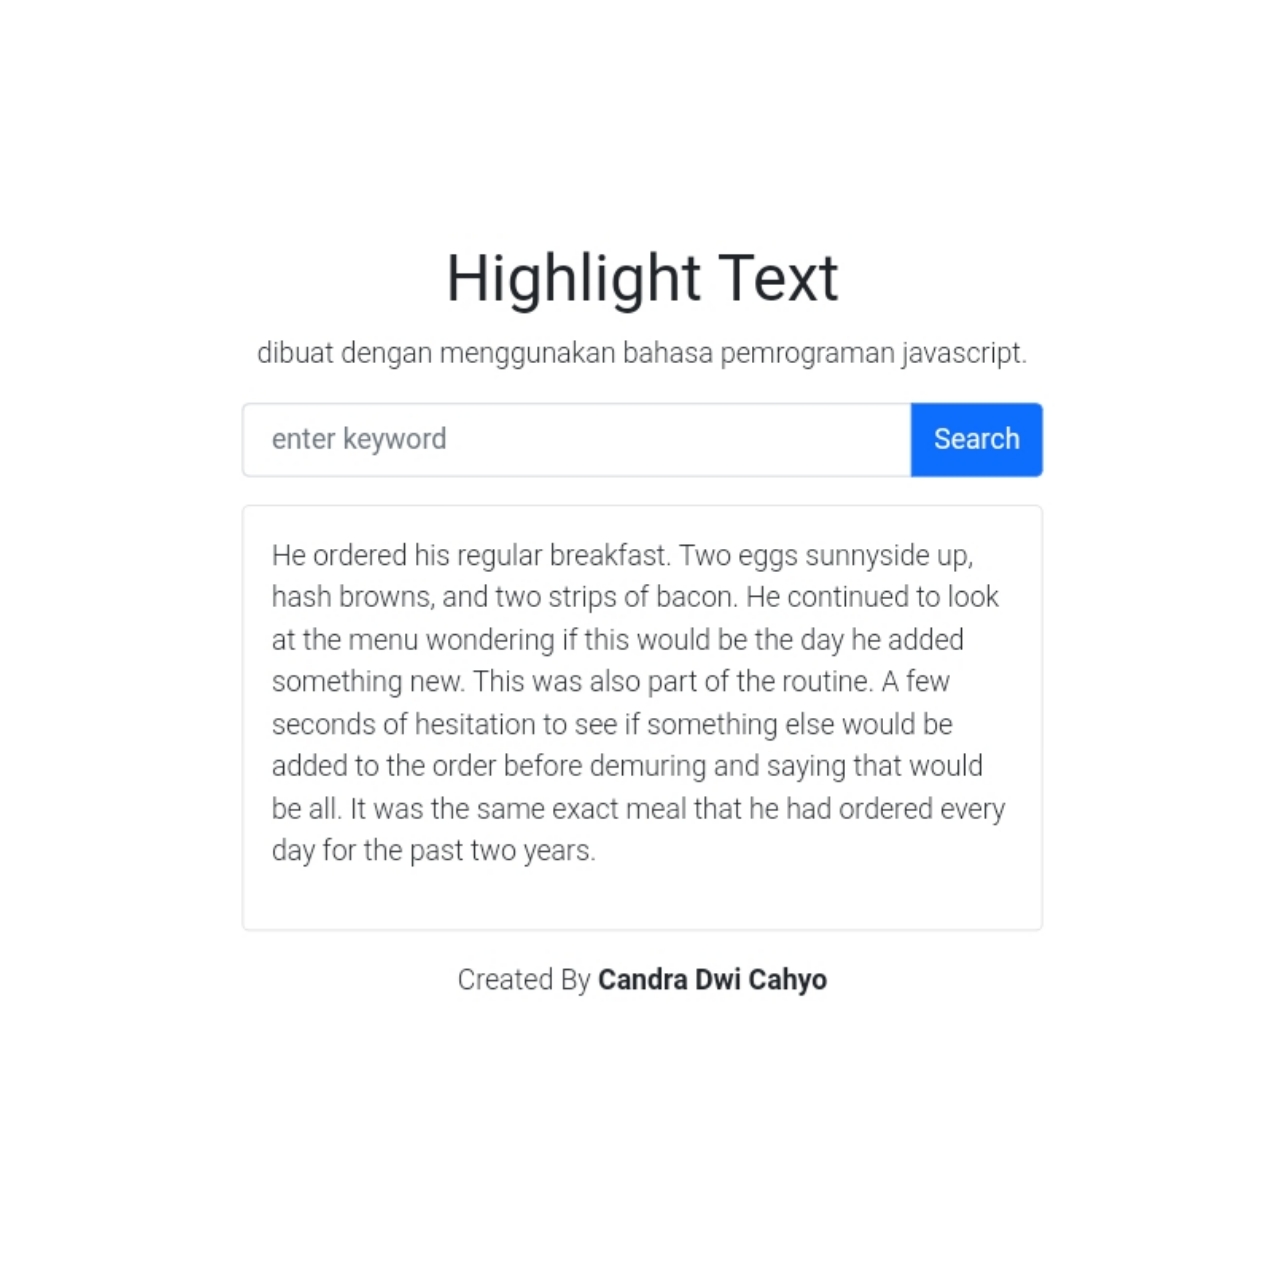 Highlight Text
dibuat dengan menggunakan bahasa pemrograman javascript.
enter keyword
Search
He ordered his regular breakfast. Two eggs sunnyside up,
hash browns, and two strips of bacon. He continued to look
at the menu wondering if this would be the day he added
something new. This was also part of the routine. A few
seconds of hesitation to see if something else would be
added to the order before demuring and saying that would
be all. It was the same exact meal that he had ordered every
day for the past two years.
Created By Candra Dwi Cahyo